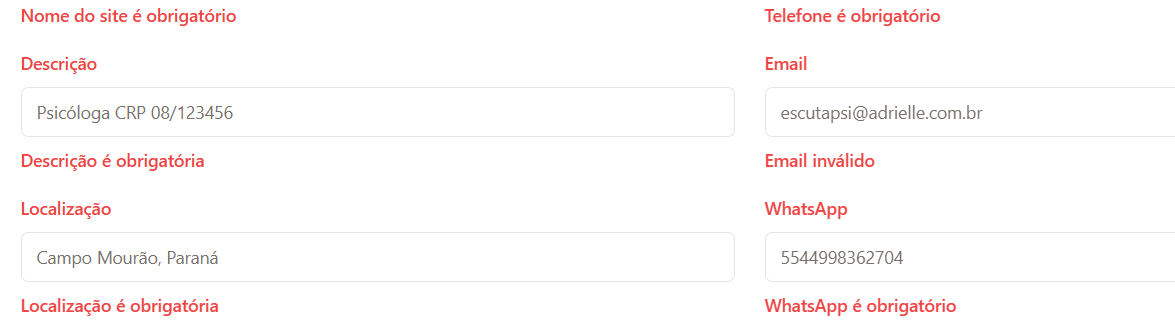 Nome do site é obrigatório
Telefone é obrigatório
Descrição
Email
Psicóloga CRP 08/123456
escutapsi@adrielle.com.br
Descrição é obrigatória
Email inválido
Localização
WhatsApp
Campo Mourão, Paraná
5544998362704
Localização é obrigatória
WhatsApp é obrigatório